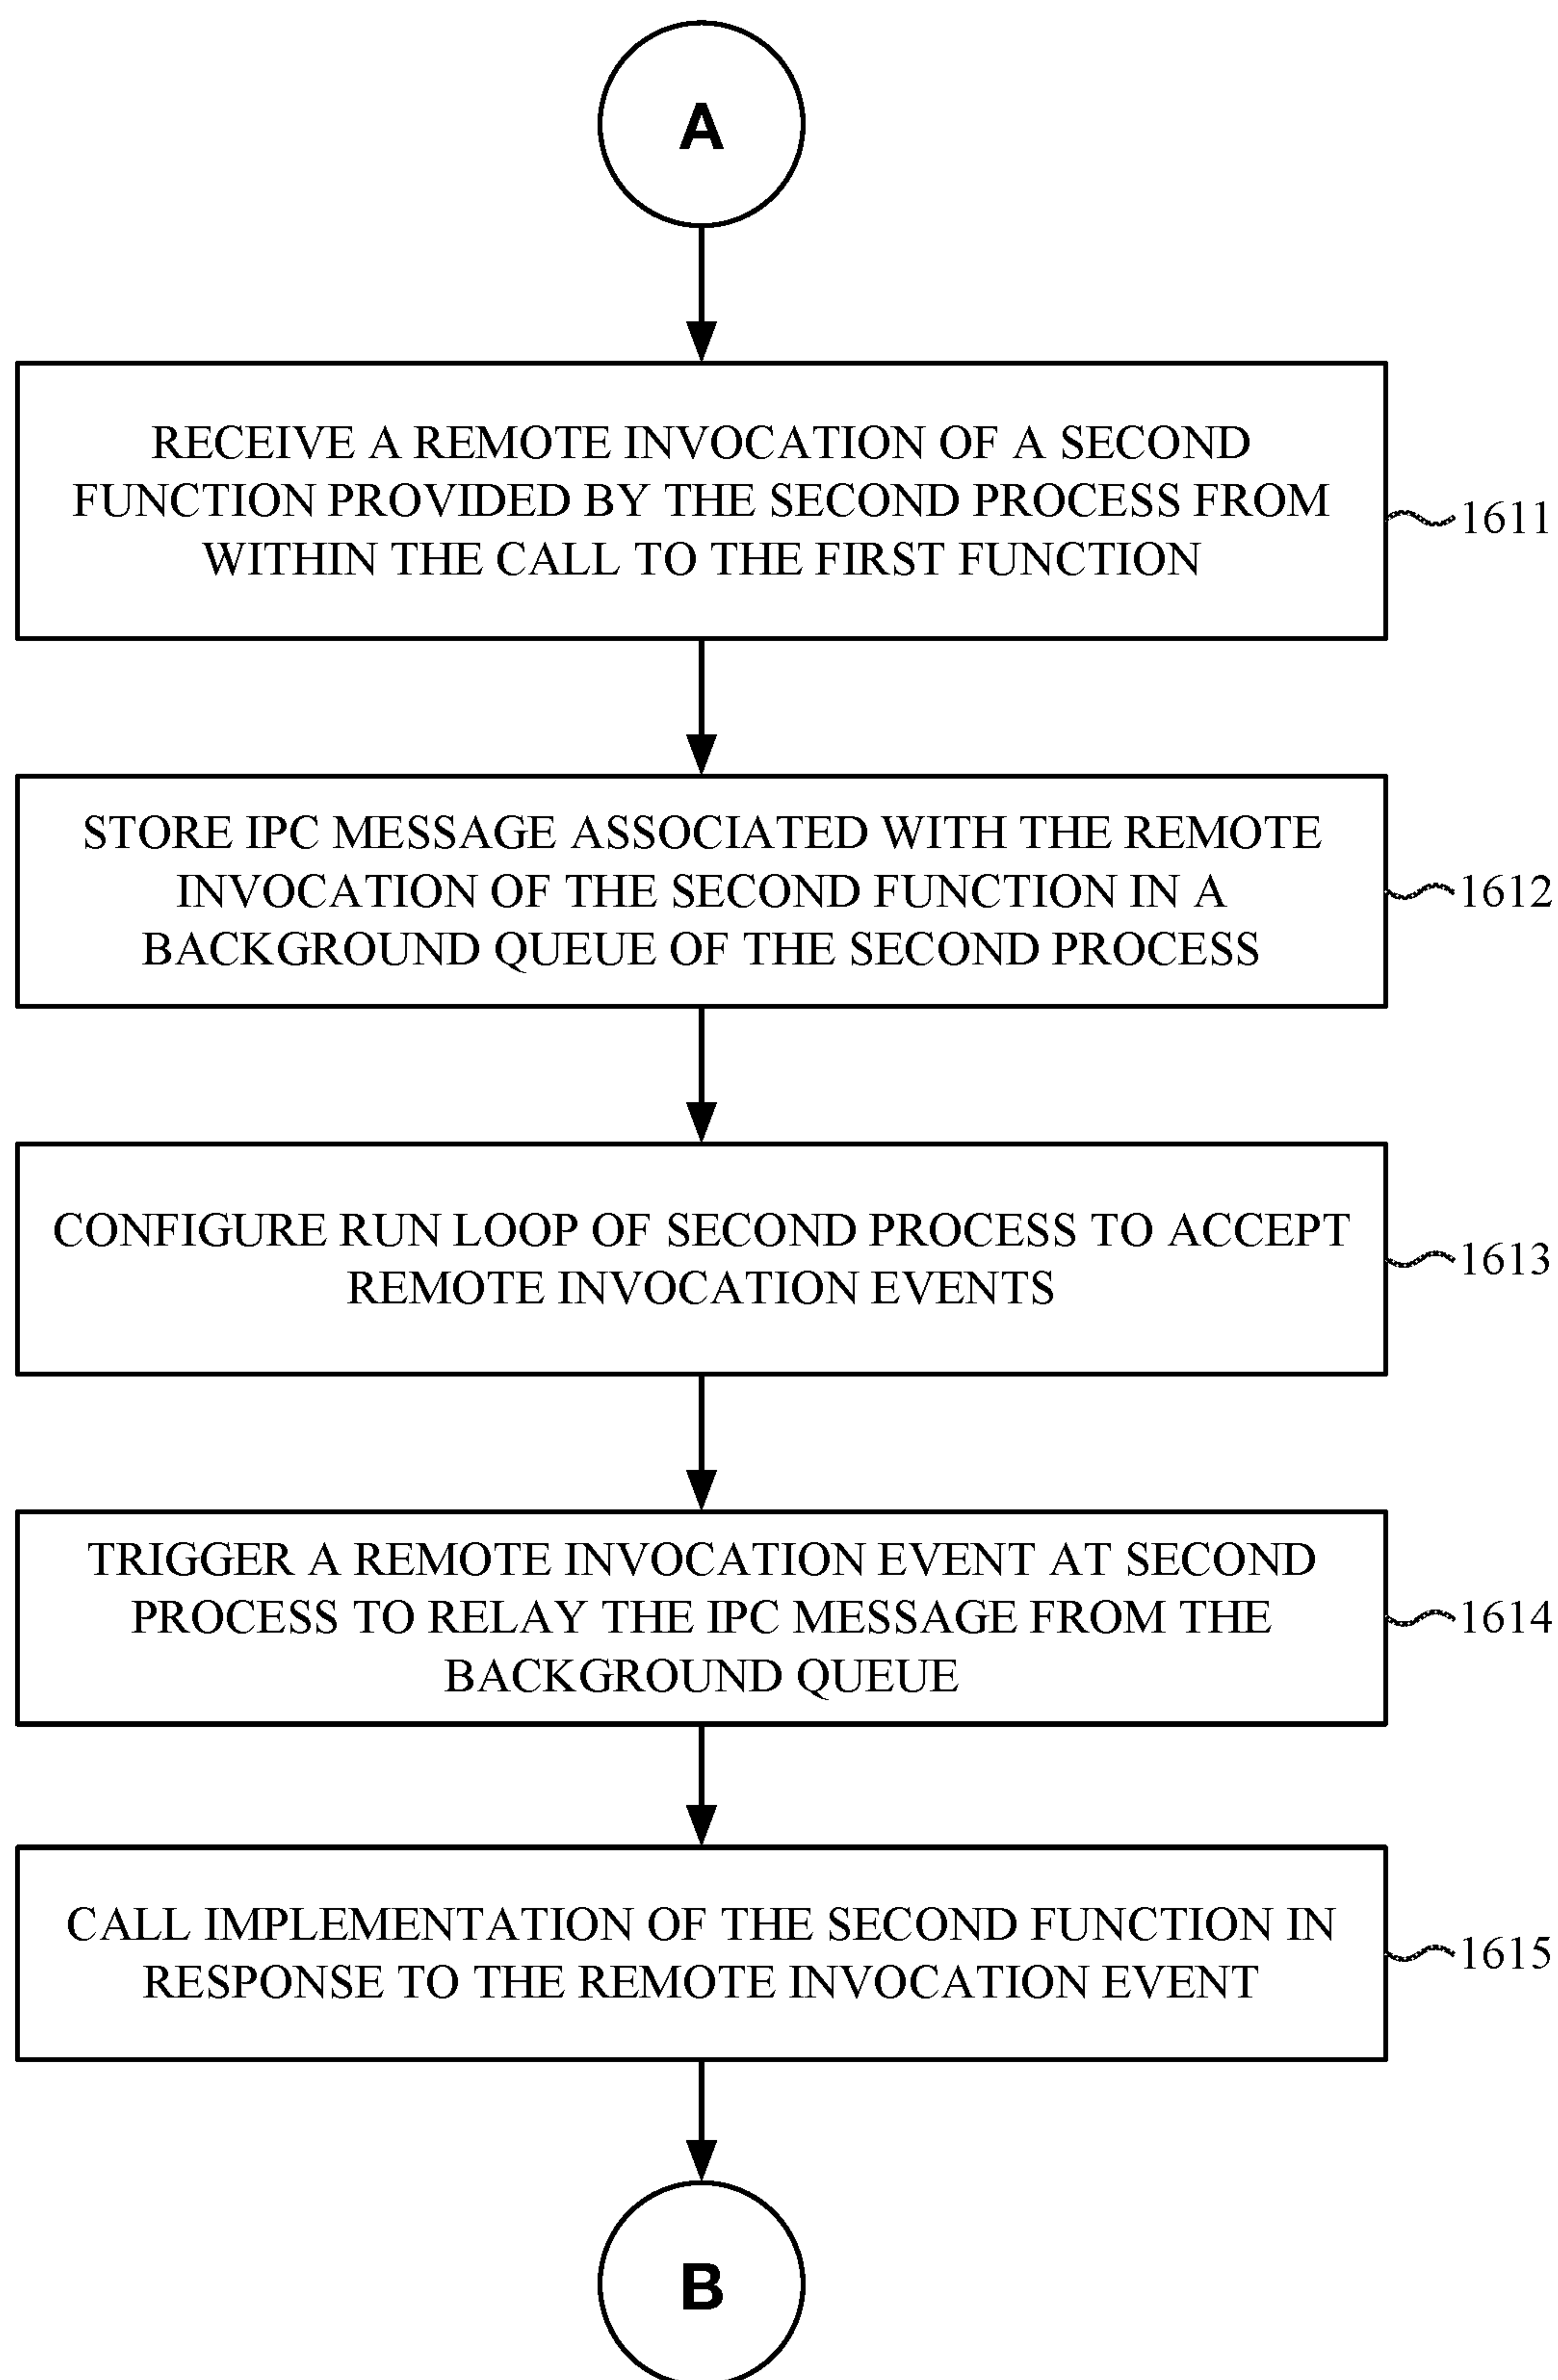 A
RECEIVE A REMOTE INVOCATION OF A SECOND
FUNCTION PROVIDED BY THE SECOND PROCESS FROM
WITHIN THE CALL TO THE FIRST FUNCTION
1611
STORE IPC MESSAGE ASSOCIATED WITH THE REMOTE
INVOCATION OF THE SECOND FUNCTION IN A
BACKGROUND QUEUE OF THE SECOND PROCESS
1612
CONFIGURE RUN LOOP OF SECOND PROCESS TO ACCEPT
REMOTE INVOCATION EVENTS
1613
TRIGGER A REMOTE INVOCATION EVENT AT SECOND
PROCESS TO RELAY THE IPC MESSAGE FROM THE
BACKGROUND QUEUE
1614
CALL IMPLEMENTATION OF THE SECOND FUNCTION IN
RESPONSE TO THE REMOTE INVOCATION EVENT
1615
B